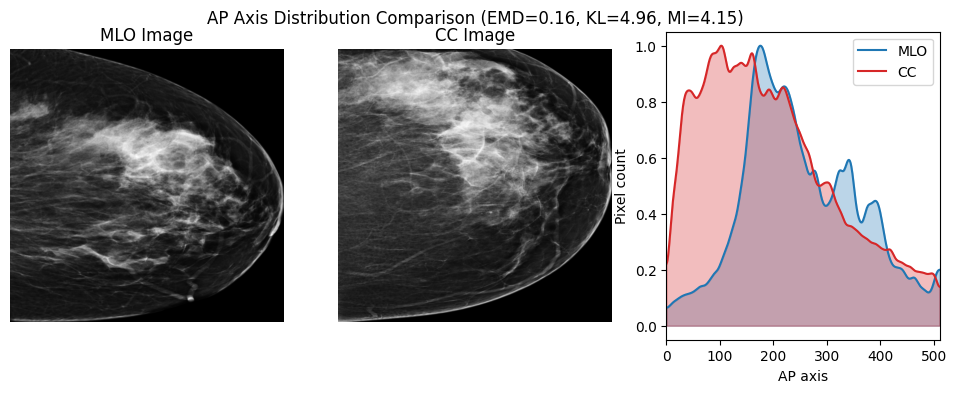 AP Axis Distribution Comparison (EMD=0.16, KL=4.96, MI=4.15)
MLO Image
CC Image
MLO
CC
Pixel count
1.0
0.8
0.6
0.4
0.2
0.0
0 100 200 300 400 500
AP axis